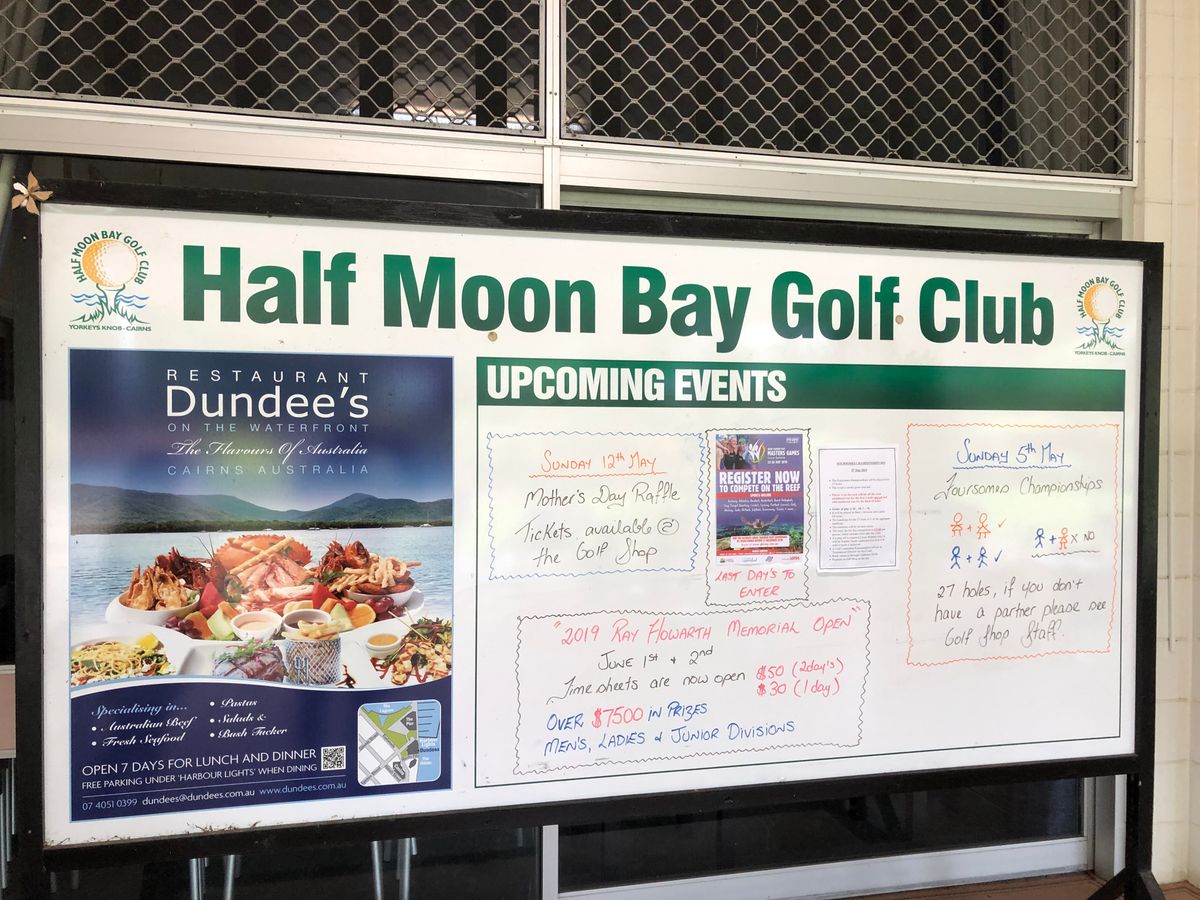 HALF MOON BAY GOLF CLUB
YORKEYS KNOB - CAIRNS
Half Moon Bay Golf Club
HALF MOON BAY GOLF CLUB
YORKEYS KNOB - CAIRNS
RESTAURANT
Dundee's
ON THE WATERFRONT
The Flavours Of Australia
CAIRNS AUSTRALIA
Specialising in...
• Australian Beef
• Fresh Seafood
• Pastas
• Salads &
• Bush Tucker
OPEN 7 DAYS FOR LUNCH AND DINNER
FREE PARKING UNDER 'HARBOUR LIGHTS' WHEN DINING
07 4051 0399 dundees@dundees.com.au www.dundees.com.au
UPCOMING EVENTS
SUNDAY 12th MAY
Mother's Day Raffle
Tickets available @
the Golf Shop
MASTERS GAMES
REGISTER NOW
TO COMPETE ON THE REEF
LAST DAY'S TO
ENTER
SUNDAY 5th MAY
Foursomes Championships
+ ✓
+ ✓
+ X NO
27 holes, if you don't
have a partner please see
Golf Shop Staff.
"2019 RAY HOWARTH MEMORIAL OPEN"
JUNE 1st + 2nd
Timesheets are now open $50 (2day's)
$30 (1day)
OVER $7500 IN PRIZES
MEN'S, LADIES & JUNIOR DIVISIONS